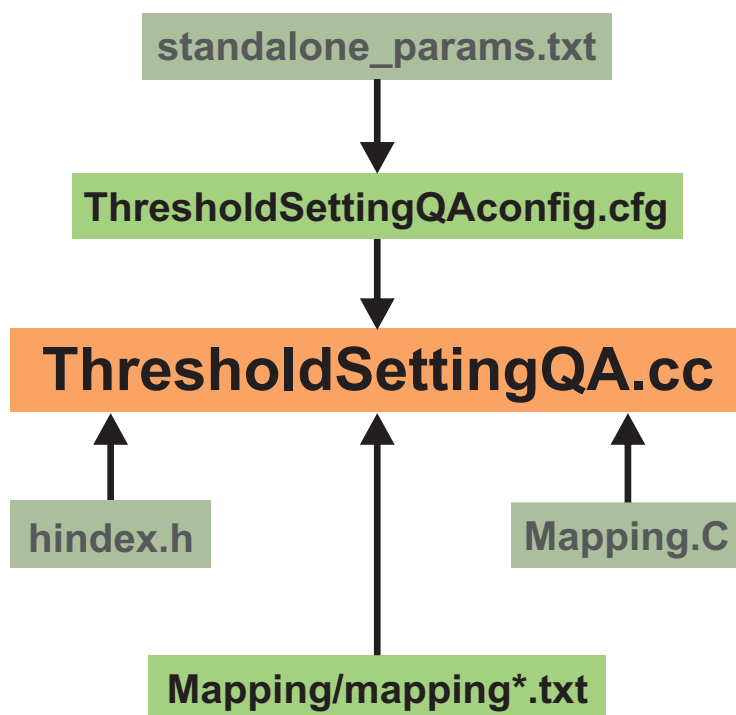 standalone_params.txt
ThresholdSettingQAconfig.cfg
ThresholdSettingQA.cc
hindex.h
Mapping.C
Mapping/mapping*.txt